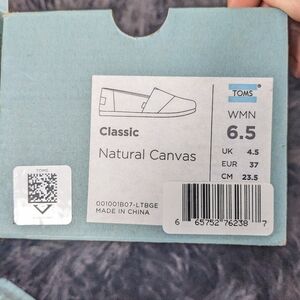 TOMS
WMN
6.5
UK 4.5
EUR 37
CM 23.5
Classic
Natural Canvas
001001B07-LTBGE
MADE IN CHINA
TOMS
6 65752 76238 7